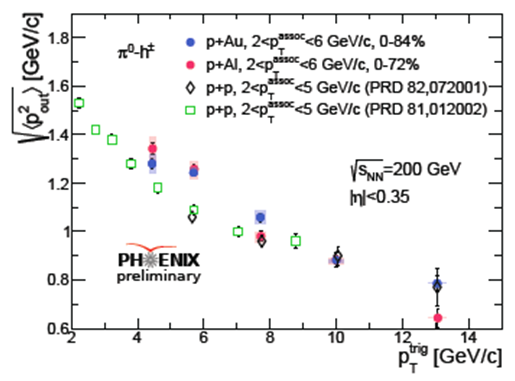 π⁰-h±
p+Au, 2<p_T^assoc<6 GeV/c, 0-84%
p+Al, 2<p_T^assoc<6 GeV/c, 0-72%
p+p, 2<p_T^assoc<5 GeV/c (PRD 82,072001)
p+p, 2<p_T^assoc<5 GeV/c (PRD 81,012002)
√⟨p²_out⟩ [GeV/c]
1.8
1.6
1.4
1.2
1
0.8
0.6
√s_NN=200 GeV
|η|<0.35
PHENIX
preliminary
2 4 6 8 10 12 14
p_T^trig [GeV/c]